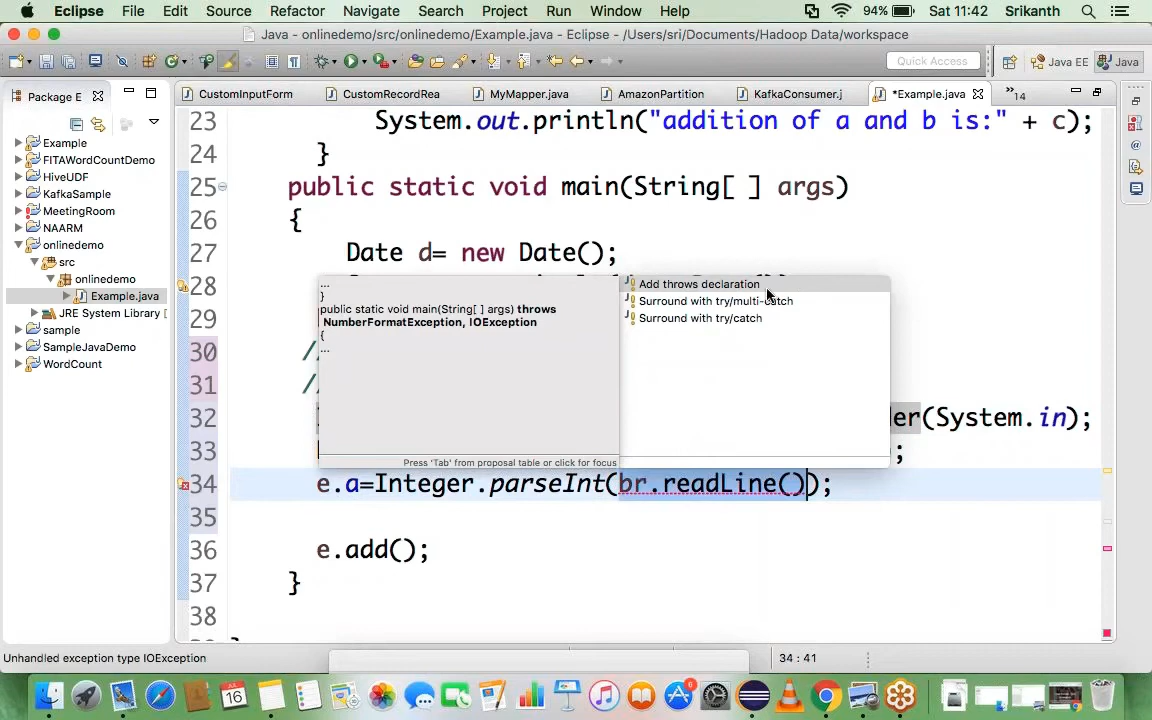 Eclipse File Edit Source Refactor Navigate Search Project Run Window Help 94% Sat 11:42 Srikanth
Java - onlinedemo/src/onlinedemo/Example.java - Eclipse - /Users/sri/Documents/Hadoop Data/workspace
Quick Access Java EE Java
Package E CustomInputForm CustomRecordRea MyMapper.java AmazonPartition KafkaConsumer.j *Example.java »14
Example
FITAWordCountDemo
HiveUDF
KafkaSample
MeetingRoom
NAARM
onlinedemo
src
onlinedemo
Example.java
JRE System Library [
sample
SampleJavaDemo
WordCount
23 System.out.println("addition of a and b is:" + c);
24 }
25 public static void main(String[ ] args)
26 {
27 Date d= new Date();
28
29
30 /
31 /
32 der(System.in);
33 ;
34 e.a=Integer.parseInt(br.readLine());
35
36 e.add();
37 }
38
...
}
public static void main(String[ ] args) throws
NumberFormatException, IOException
{
...
Press 'Tab' from proposal table or click for focus
Add throws declaration
Surround with try/multi-catch
Surround with try/catch
Unhandled exception type IOException 34 : 41
16
6